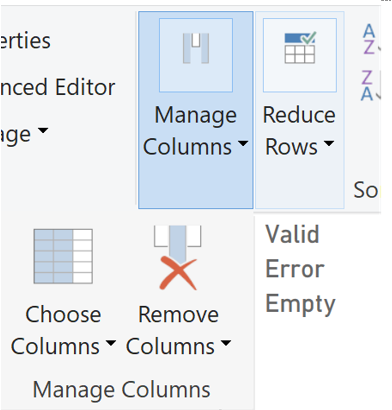 erties
nced Editor
age
Manage
Columns
Reduce
Rows
A
Z
Z
A
So
Choose
Columns
Remove
Columns
Manage Columns
Valid
Error
Empty